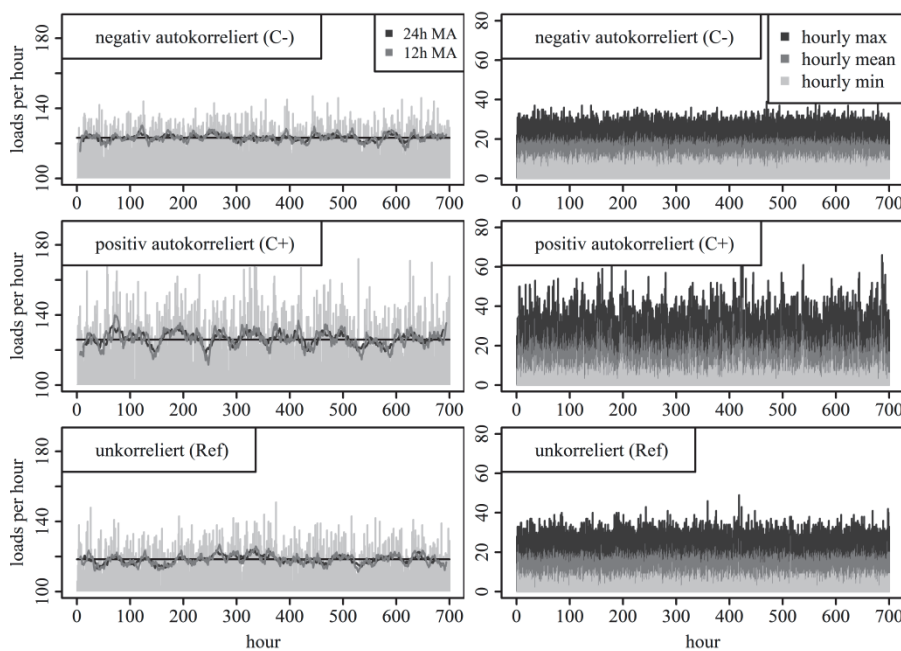 negativ autokorreliert (C-)
24h MA
12h MA
loads per hour
100
140
180
0 100 200 300 400 500 600 700
negativ autokorreliert (C-)
hourly max
hourly mean
hourly min
0
20
40
60
80
0 100 200 300 400 500 600 700
positiv autokorreliert (C+)
loads per hour
100
140
180
0 100 200 300 400 500 600 700
positiv autokorreliert (C+)
0
20
40
60
80
0 100 200 300 400 500 600 700
unkorreliert (Ref)
loads per hour
100
140
180
0 100 200 300 400 500 600 700
hour
unkorreliert (Ref)
0
20
40
60
80
0 100 200 300 400 500 600 700
hour